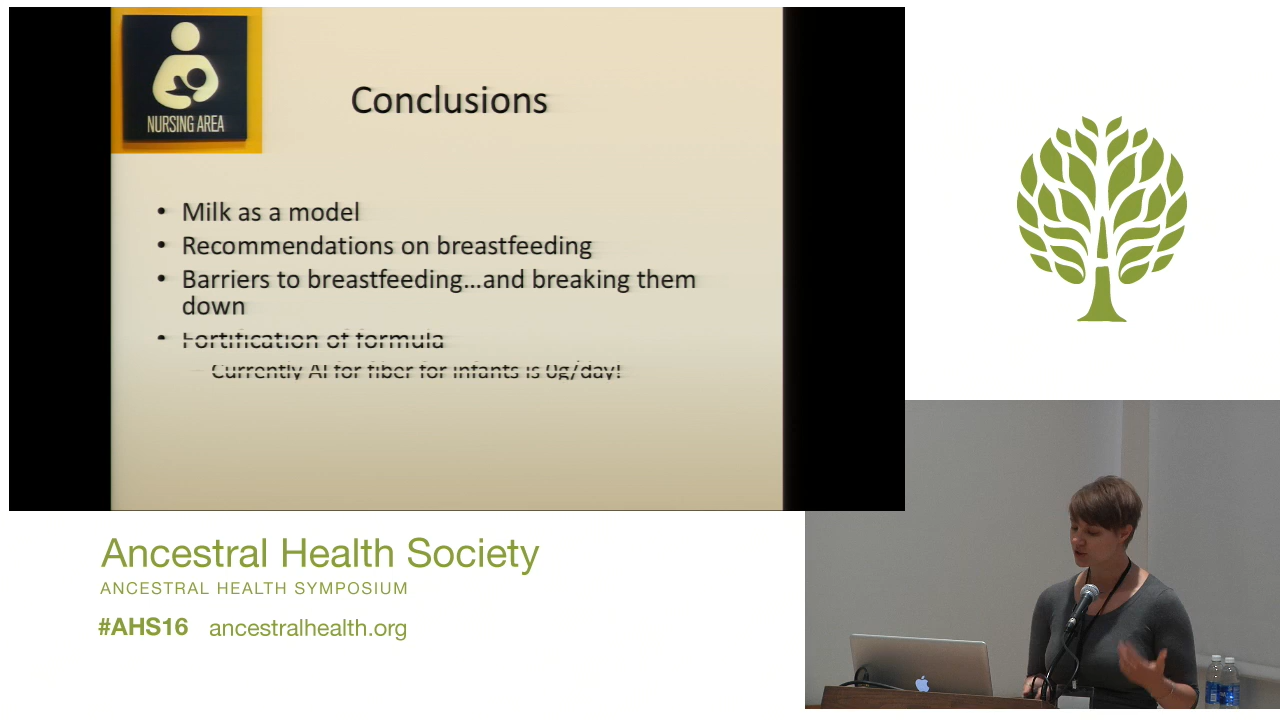 NURSING AREA
Conclusions
• Milk as a model
• Recommendations on breastfeeding
• Barriers to breastfeeding…and breaking them
down
• Fortification of formula
Currently AI for fiber for infants is 0g/day!
Ancestral Health Society
ANCESTRAL HEALTH SYMPOSIUM
#AHS16 ancestralhealth.org